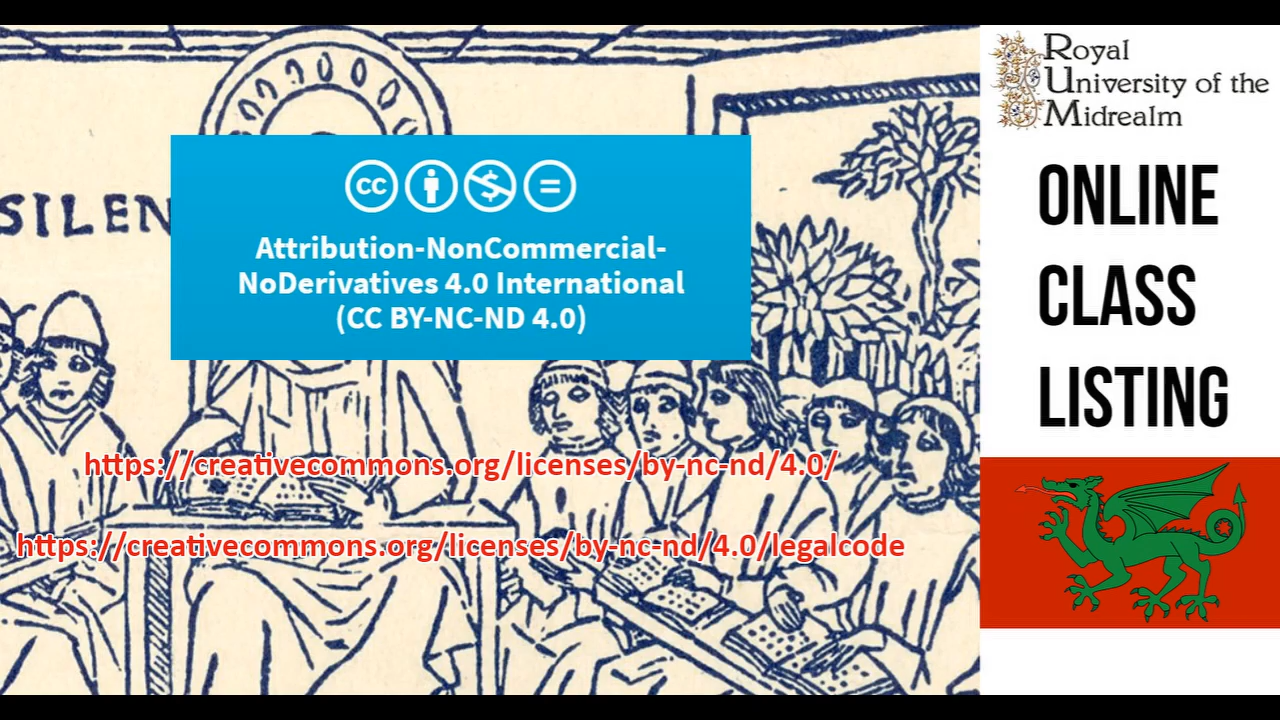 SILEN
cc
Attribution-NonCommercial-
NoDerivatives 4.0 International
(CC BY-NC-ND 4.0)
https://creativecommons.org/licenses/by-nc-nd/4.0/
https://creativecommons.org/licenses/by-nc-nd/4.0/legalcode
Royal
University of the
Midrealm
ONLINE
CLASS
LISTING